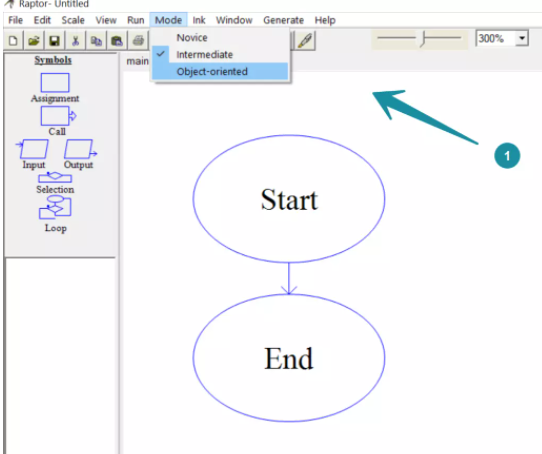 Raptor- Untitled
File Edit Scale View Run Mode Ink Window Generate Help
Novice
Intermediate
Object-oriented
300%
Symbols
main
Assignment
Call
Input Output
Selection
Loop
1
Start
End